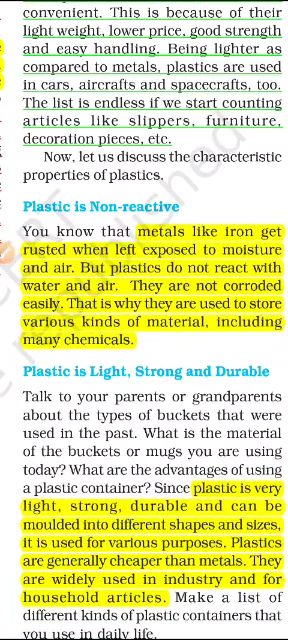 convenient. This is because of their
light weight, lower price, good strength
and easy handling. Being lighter as
compared to metals, plastics are used
in cars, aircrafts and spacecrafts, too.
The list is endless if we start counting
articles like slippers, furniture,
decoration pieces, etc.
Now, let us discuss the characteristic
properties of plastics.
Plastic is Non-reactive
You know that metals like iron get
rusted when left exposed to moisture
and air. But plastics do not react with
water and air. They are not corroded
easily. That is why they are used to store
various kinds of material, including
many chemicals.
Plastic is Light, Strong and Durable
Talk to your parents or grandparents
about the types of buckets that were
used in the past. What is the material
of the buckets or mugs you are using
today? What are the advantages of using
a plastic container? Since plastic is very
light, strong, durable and can be
moulded into different shapes and sizes,
it is used for various purposes. Plastics
are generally cheaper than metals. They
are widely used in industry and for
household articles. Make a list of
different kinds of plastic containers that
you use in daily life.